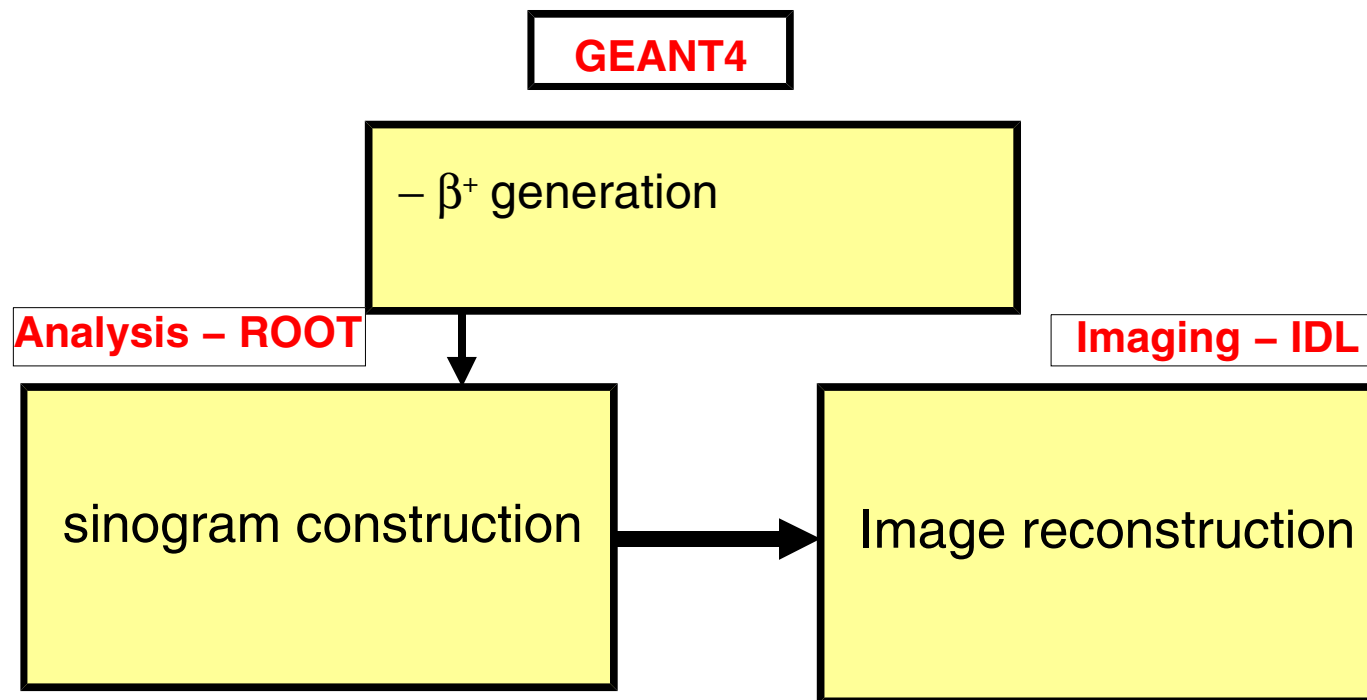 GEANT4
– β⁺ generation
Analysis – ROOT
Imaging – IDL
sinogram construction
Image reconstruction